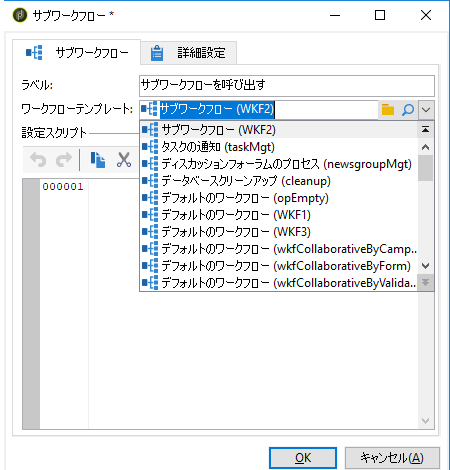 サブワークフロー *
サブワークフロー
詳細設定
ラベル:
サブワークフローを呼び出す
ワークフローテンプレート:
サブワークフロー (WKF2)
設定スクリプト
サブワークフロー (WKF2)
タスクの通知 (taskMgt)
ディスカッションフォーラムのプロセス (newsgroupMgt)
データベースクリーンアップ (cleanup)
デフォルトのワークフロー (opEmpty)
デフォルトのワークフロー (WKF1)
デフォルトのワークフロー (WKF3)
デフォルトのワークフロー (wkfCollaborativeByCamp...
デフォルトのワークフロー (wkfCollaborativeByForm)
デフォルトのワークフロー (wkfCollaborativeByValida...
000001
OK
キャンセル(A)